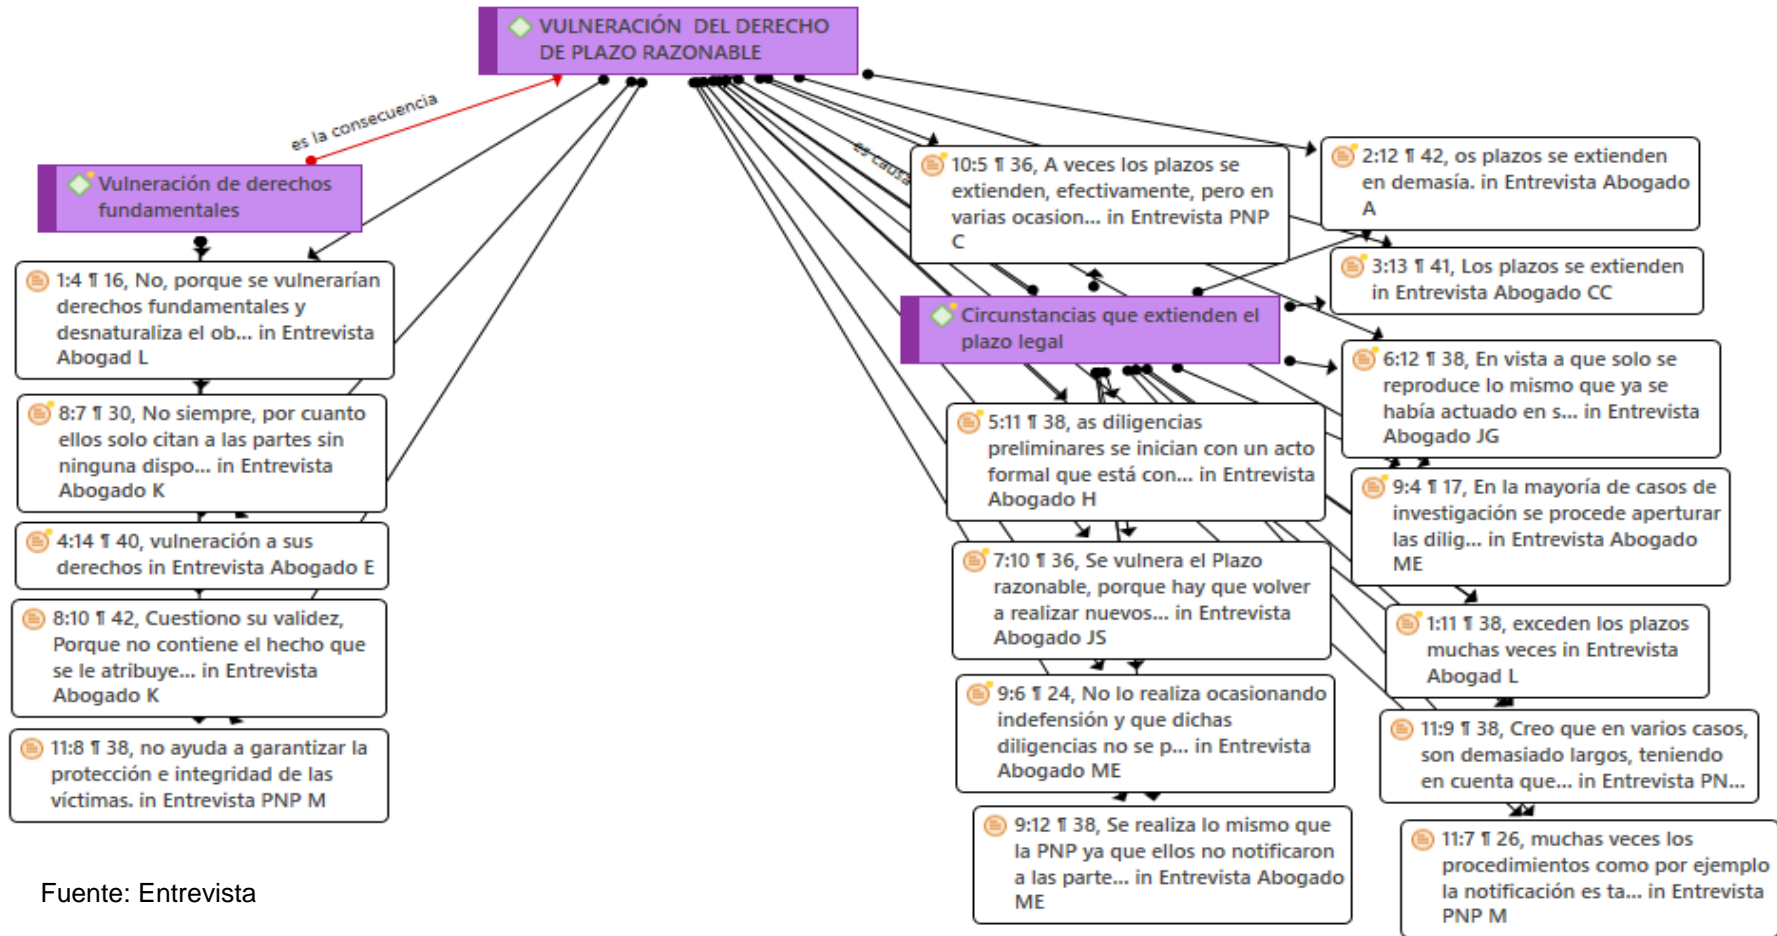 VULNERACIÓN DEL DERECHO
DE PLAZO RAZONABLE
es la consecuencia
Vulneración de derechos
fundamentales
1:4 ¶ 16, No, porque se vulnerarían
derechos fundamentales y
desnaturaliza el ob... in Entrevista
Abogad L
8:7 ¶ 30, No siempre, por cuanto
ellos solo citan a las partes sin
ninguna dispo... in Entrevista
Abogado K
4:14 ¶ 40, vulneración a sus
derechos in Entrevista Abogado E
8:10 ¶ 42, Cuestiono su validez,
Porque no contiene el hecho que
se le atribuye... in Entrevista
Abogado K
11:8 ¶ 38, no ayuda a garantizar la
protección e integridad de las
víctimas. in Entrevista PNP M
es causa
10:5 ¶ 36, A veces los plazos se
extienden, efectivamente, pero en
varias ocasion... in Entrevista PNP
C
Circunstancias que extienden el
plazo legal
5:11 ¶ 38, as diligencias
preliminares se inician con un acto
formal que está con... in Entrevista
Abogado H
7:10 ¶ 36, Se vulnera el Plazo
razonable, porque hay que volver
a realizar nuevos... in Entrevista
Abogado JS
9:6 ¶ 24, No lo realiza ocasionando
indefensión y que dichas
diligencias no se p... in Entrevista
Abogado ME
9:12 ¶ 38, Se realiza lo mismo que
la PNP ya que ellos no notificaron
a las parte... in Entrevista Abogado
ME
2:12 ¶ 42, os plazos se extienden
en demasía. in Entrevista Abogado
A
3:13 ¶ 41, Los plazos se extienden
in Entrevista Abogado CC
6:12 ¶ 38, En vista a que solo se
reproduce lo mismo que ya se
había actuado en s... in Entrevista
Abogado JG
9:4 ¶ 17, En la mayoría de casos de
investigación se procede aperturar
las dilig... in Entrevista Abogado
ME
1:11 ¶ 38, exceden los plazos
muchas veces in Entrevista
Abogad L
11:9 ¶ 38, Creo que en varios casos,
son demasiado largos, teniendo
en cuenta que... in Entrevista PN...
11:7 ¶ 26, muchas veces los
procedimientos como por ejemplo
la notificación es ta... in Entrevista
PNP M
Fuente: Entrevista